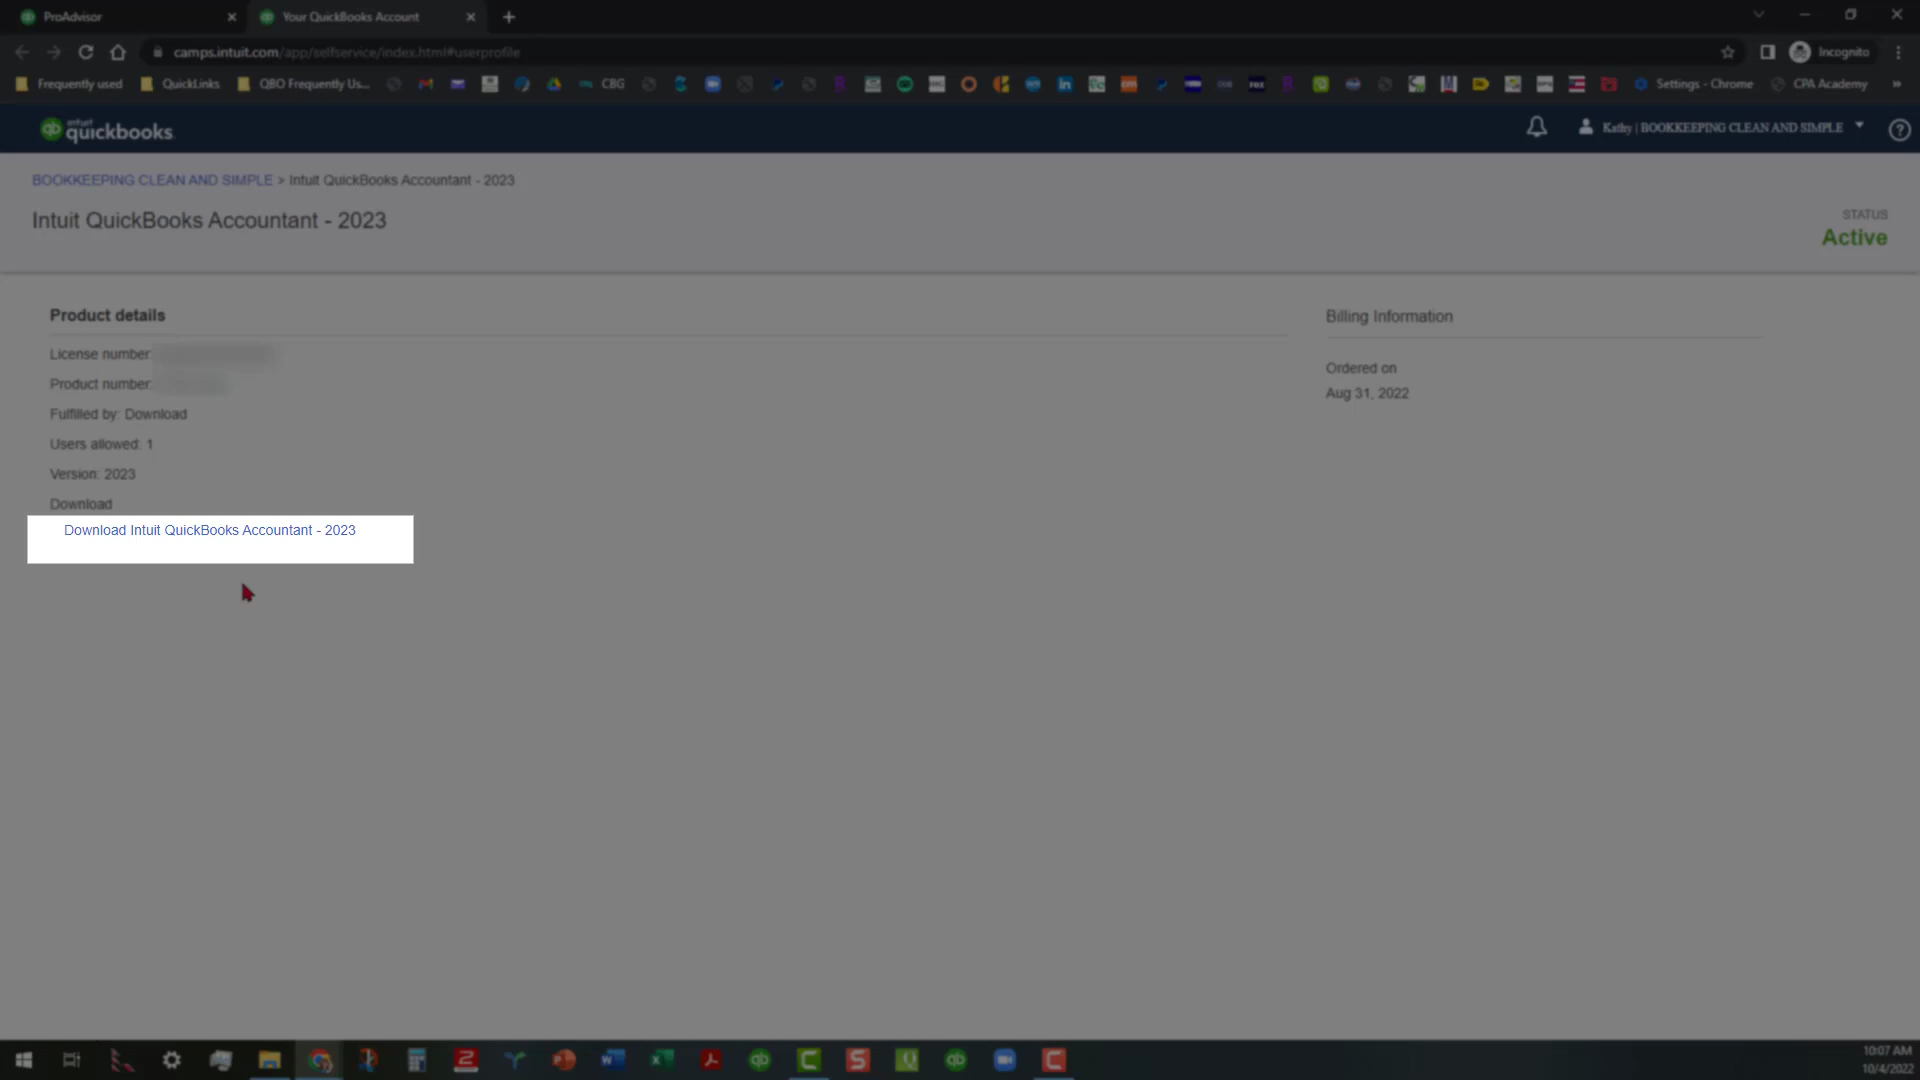 ProAdvisor
Your QuickBooks Account
camps.intuit.com/app/selfservice/index.html#userprofile
Incognito
Frequently used
QuickLinks
QBO Frequently Us...
CBG
Settings - Chrome
CPA Academy
»
intuit
quickbooks
Kathy | BOOKKEEPING CLEAN AND SIMPLE
BOOKKEEPING CLEAN AND SIMPLE > Intuit QuickBooks Accountant - 2023
Intuit QuickBooks Accountant - 2023
STATUS
Active
Product details
License number:
Product number:
Fulfilled by: Download
Users allowed: 1
Version: 2023
Download
Download Intuit QuickBooks Accountant - 2023
Billing Information
Ordered on
Aug 31, 2022
10:07 AM
10/4/2022